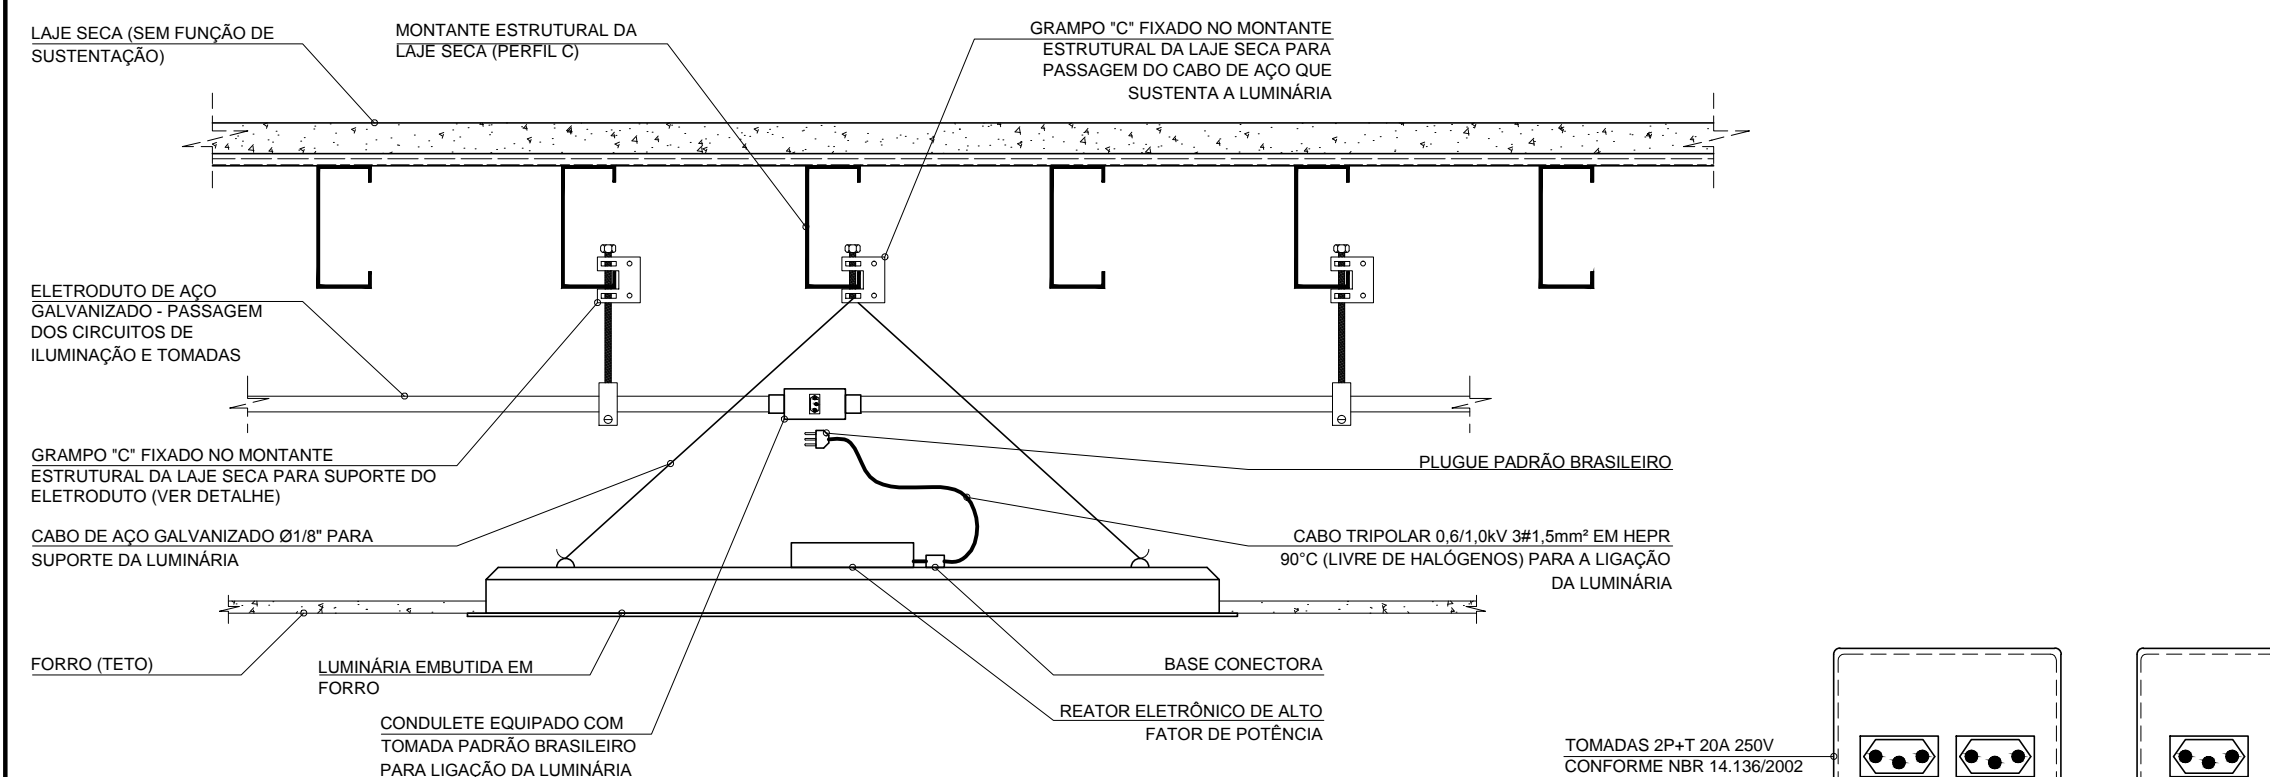 LAJE SECA (SEM FUNÇÃO DE
SUSTENTAÇÃO)
MONTANTE ESTRUTURAL DA
LAJE SECA (PERFIL C)
GRAMPO "C" FIXADO NO MONTANTE
ESTRUTURAL DA LAJE SECA PARA
PASSAGEM DO CABO DE AÇO QUE
SUSTENTA A LUMINÁRIA
ELETRODUTO DE AÇO
GALVANIZADO - PASSAGEM
DOS CIRCUITOS DE
ILUMINAÇÃO E TOMADAS
GRAMPO "C" FIXADO NO MONTANTE
ESTRUTURAL DA LAJE SECA PARA SUPORTE DO
ELETRODUTO (VER DETALHE)
PLUGUE PADRÃO BRASILEIRO
CABO DE AÇO GALVANIZADO Ø1/8" PARA
SUPORTE DA LUMINÁRIA
CABO TRIPOLAR 0,6/1,0kV 3#1,5mm² EM HEPR
90°C (LIVRE DE HALÓGENOS) PARA A LIGAÇÃO
DA LUMINÁRIA
FORRO (TETO)
LUMINÁRIA EMBUTIDA EM
FORRO
BASE CONECTORA
CONDULETE EQUIPADO COM
TOMADA PADRÃO BRASILEIRO
PARA LIGAÇÃO DA LUMINÁRIA
REATOR ELETRÔNICO DE ALTO
FATOR DE POTÊNCIA
TOMADAS 2P+T 20A 250V
CONFORME NBR 14.136/2002